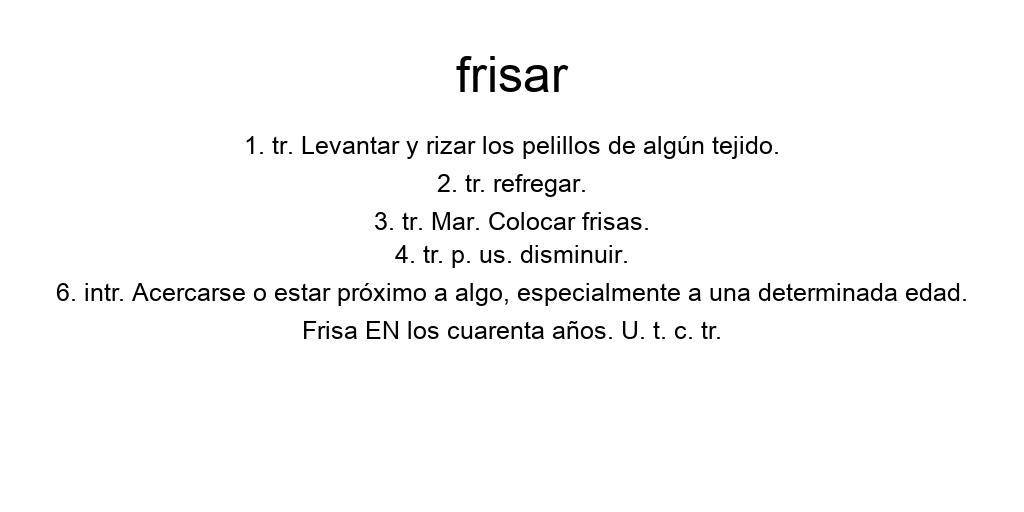 frisar
1. tr. Levantar y rizar los pelillos de algún tejido.
2. tr. refregar.
3. tr. Mar. Colocar frisas.
4. tr. p. us. disminuir.
6. intr. Acercarse o estar próximo a algo, especialmente a una determinada edad.
Frisa EN los cuarenta años. U. t. c. tr.